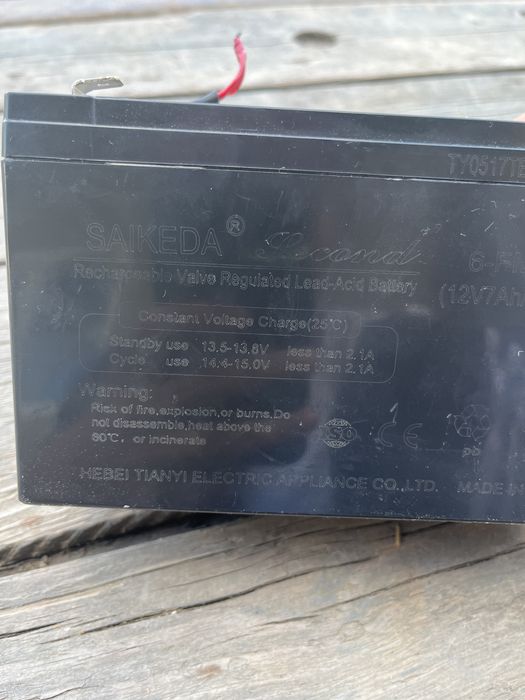 TY0517T
SAIKEDA® Second
Rechargeable Valve Regulated Lead-Acid Battery
(12V7Ah
Constant Voltage Charge(25℃)
Standby use 13.5-13.8V less than 2.1A
Cycle use 14.4-15.0V less than 2.1A
Warning:
Risk of fire,explosion,or burns.Do
not disassemble,heat above the
60℃, or incinerate
ISO
CE
pb
HEBEI TIANYI ELECTRIC APPLIANCE CO.,LTD. MADE